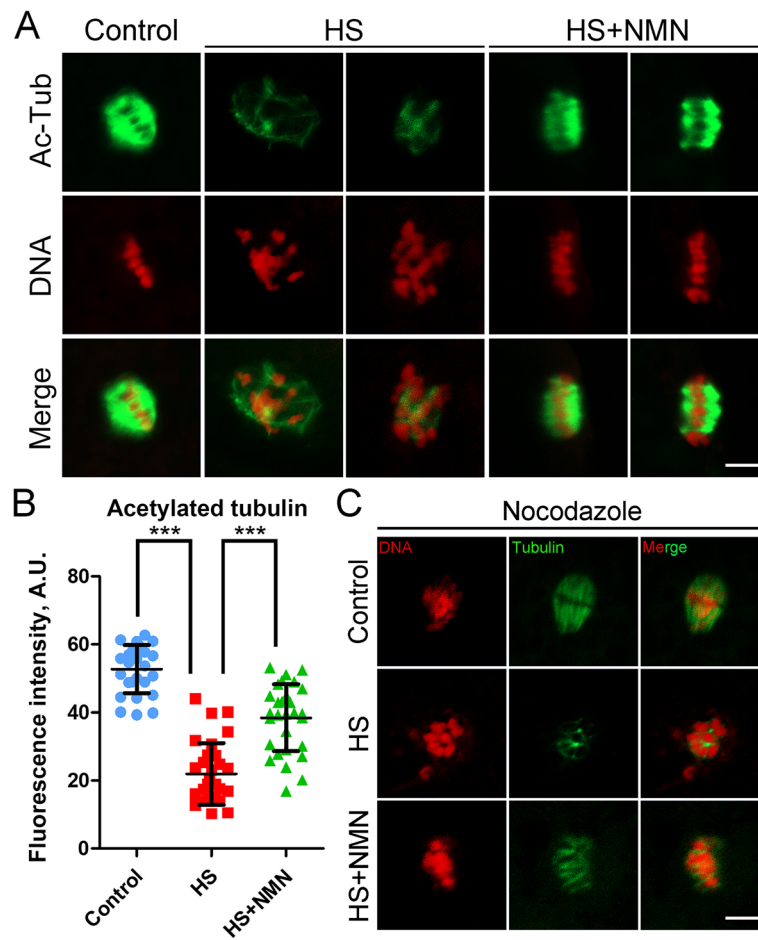 A
Control
HS
HS+NMN
Ac-Tub
DNA
Merge
B
Acetylated tubulin
***
***
Fluorescence intensity, A.U.
80
60
40
20
0
Control
HS
HS+NMN
C
Nocodazole
DNA
Tubulin
Merge
Control
HS
HS+NMN